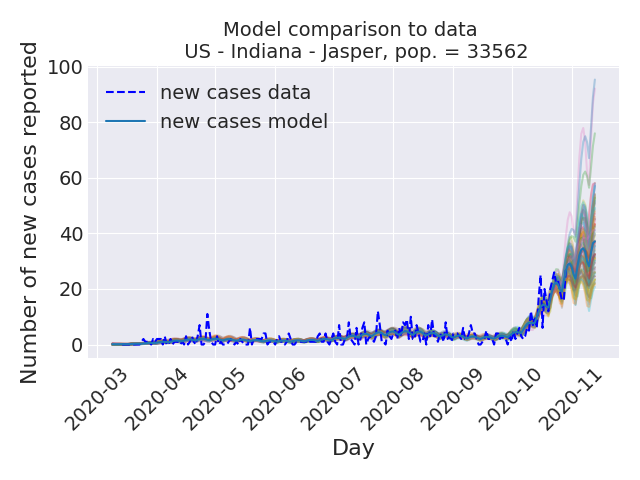 Model comparison to data
US - Indiana - Jasper, pop. = 33562
Number of new cases reported
100
80
60
40
20
0
new cases data
new cases model
2020-03
2020-04
2020-05
2020-06
2020-07
2020-08
2020-09
2020-10
2020-11
Day